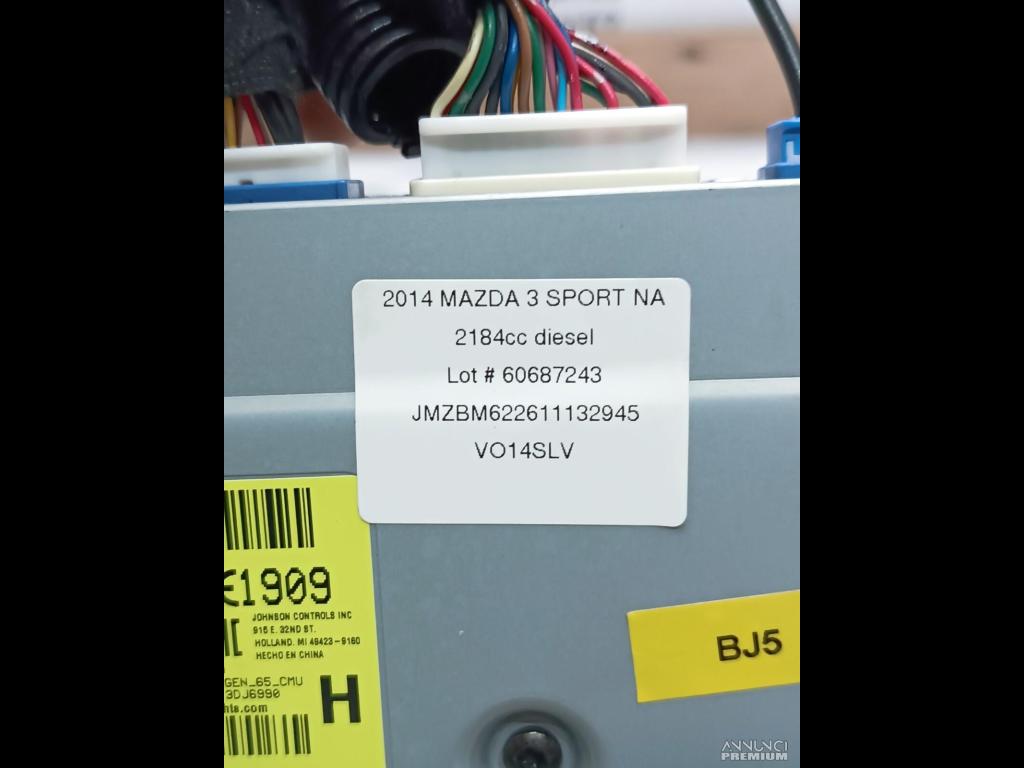 2014 MAZDA 3 SPORT NA
2184cc diesel
Lot # 60687243
JMZBM622611132945
VO14SLV
1909
JOHNSON CONTROLS INC
915 E. 32ND ST.
HOLLAND, MI 49423-9160
HECHO EN CHINA
GEN_65_CMU
3DJ6990
H
BJ5
ANNUNCI
PREMIUM